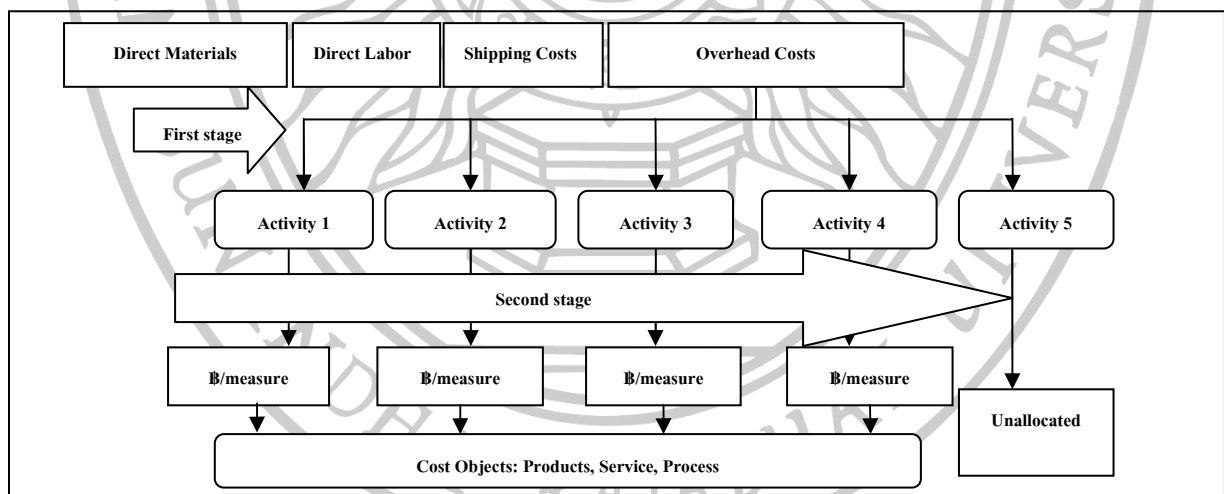 Direct Materials
Direct Labor
Shipping Costs
Overhead Costs
First stage
Activity 1
Activity 2
Activity 3
Activity 4
Activity 5
Second stage
฿/measure
฿/measure
฿/measure
฿/measure
Unallocated
Cost Objects: Products, Service, Process